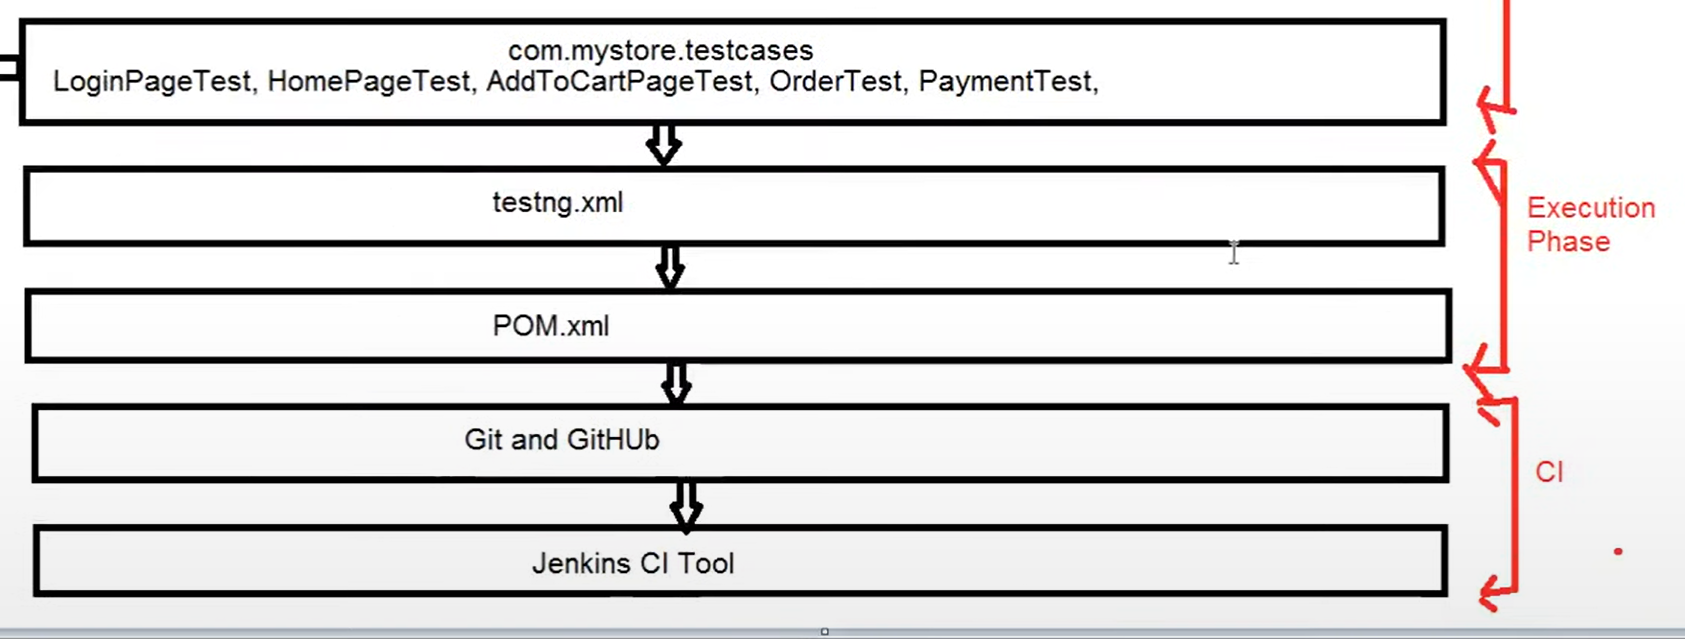 com.mystore.testcases
LoginPageTest, HomePageTest, AddToCartPageTest, OrderTest, PaymentTest,
testng.xml
Execution
Phase
POM.xml
Git and GitHUb
CI
Jenkins CI Tool